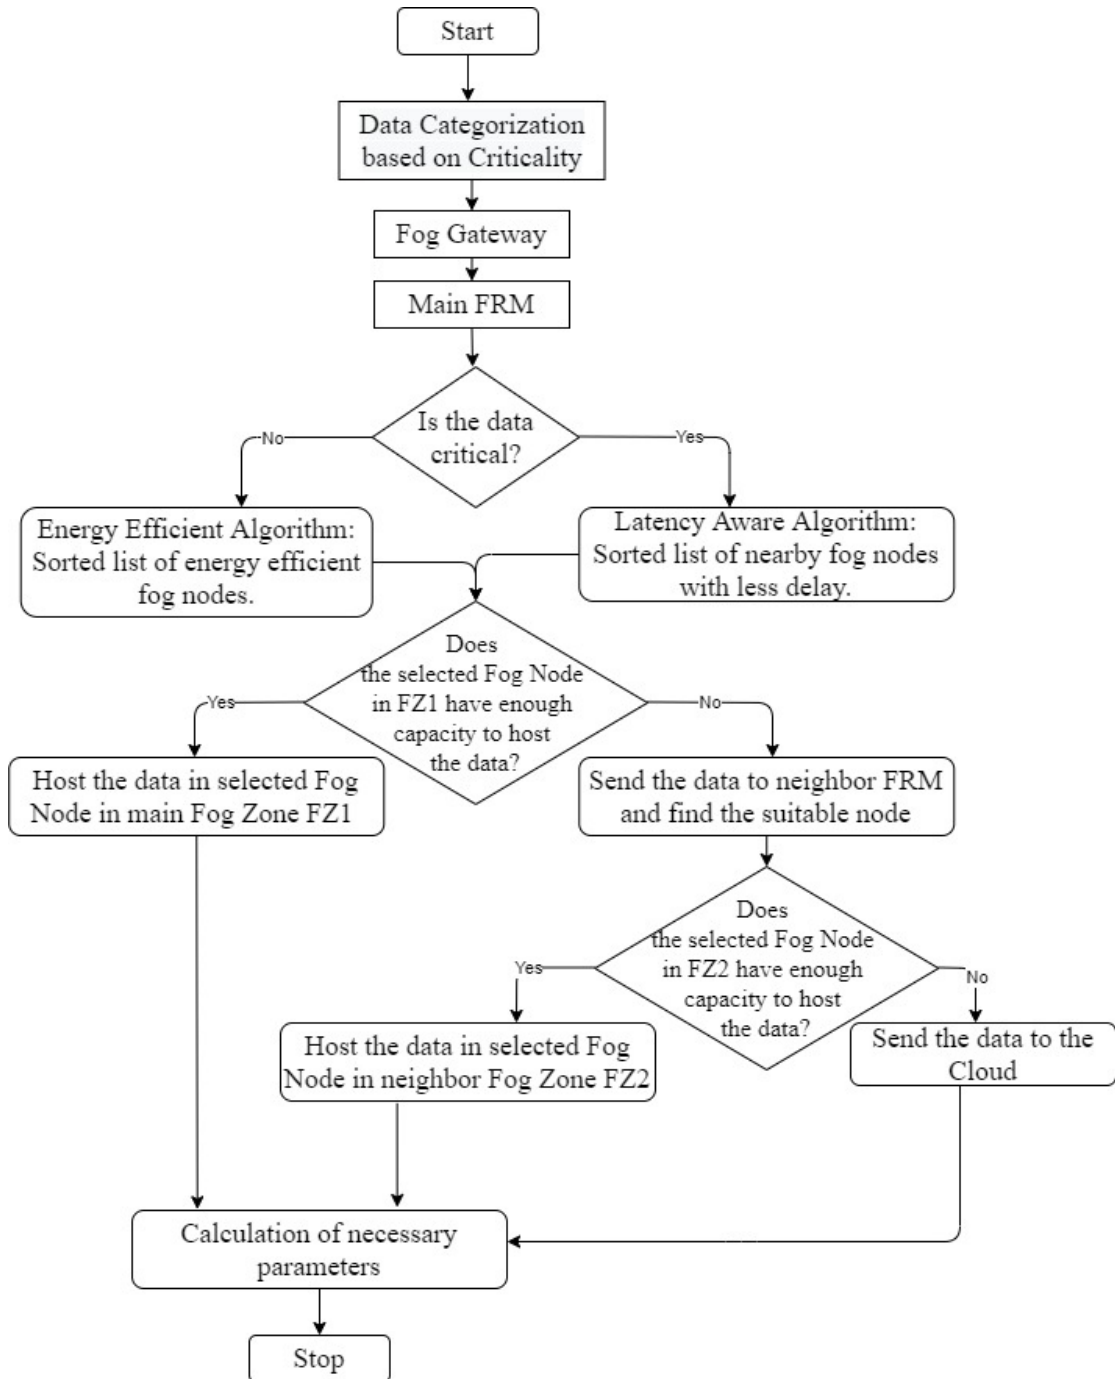 Start
Data Categorization
based on Criticality
Fog Gateway
Main FRM
Is the data
critical?
No
Yes
Energy Efficient Algorithm:
Sorted list of energy efficient
fog nodes.
Latency Aware Algorithm:
Sorted list of nearby fog nodes
with less delay.
Does
the selected Fog Node
in FZ1 have enough
capacity to host
the data?
Yes
No
Host the data in selected Fog
Node in main Fog Zone FZ1
Send the data to neighbor FRM
and find the suitable node
Does
the selected Fog Node
in FZ2 have enough
capacity to host
the data?
Yes
No
Host the data in selected Fog
Node in neighbor Fog Zone FZ2
Send the data to the
Cloud
Calculation of necessary
parameters
Stop